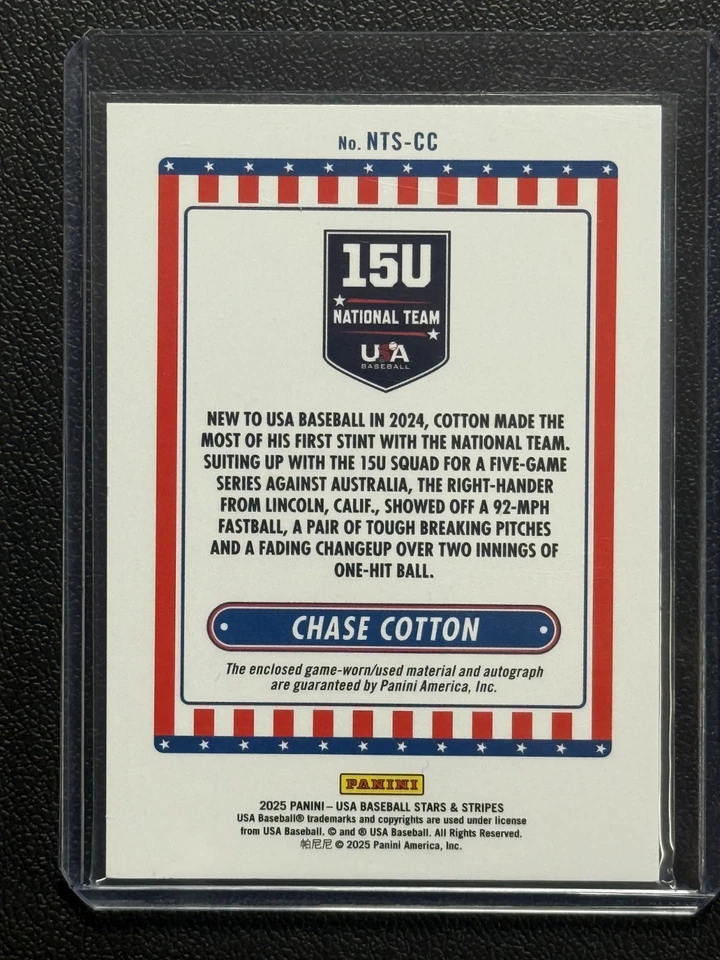 No. NTS-CC
15U
NATIONAL TEAM
USA
BASEBALL
NEW TO USA BASEBALL IN 2024, COTTON MADE THE
MOST OF HIS FIRST STINT WITH THE NATIONAL TEAM.
SUITING UP WITH THE 15U SQUAD FOR A FIVE-GAME
SERIES AGAINST AUSTRALIA, THE RIGHT-HANDER
FROM LINCOLN, CALIF., SHOWED OFF A 92-MPH
FASTBALL, A PAIR OF TOUGH BREAKING PITCHES
AND A FADING CHANGEUP OVER TWO INNINGS OF
ONE-HIT BALL.
CHASE COTTON
The enclosed game-worn/used material and autograph
are guaranteed by Panini America, Inc.
PANINI
2025 PANINI – USA BASEBALL STARS & STRIPES
USA Baseball® trademarks and copyrights are used under license
from USA Baseball. © and ® USA Baseball. All Rights Reserved.
帕尼尼 © 2025 Panini America, Inc.